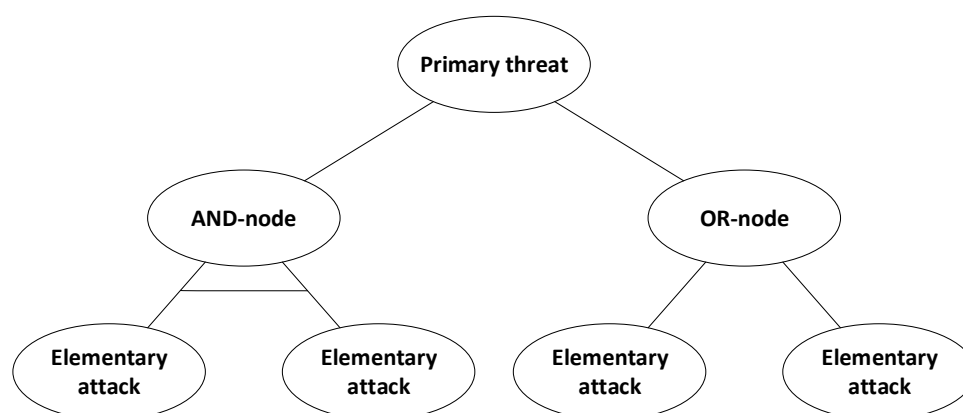 Primary threat
AND-node
OR-node
Elementary
attack
Elementary
attack
Elementary
attack
Elementary
attack